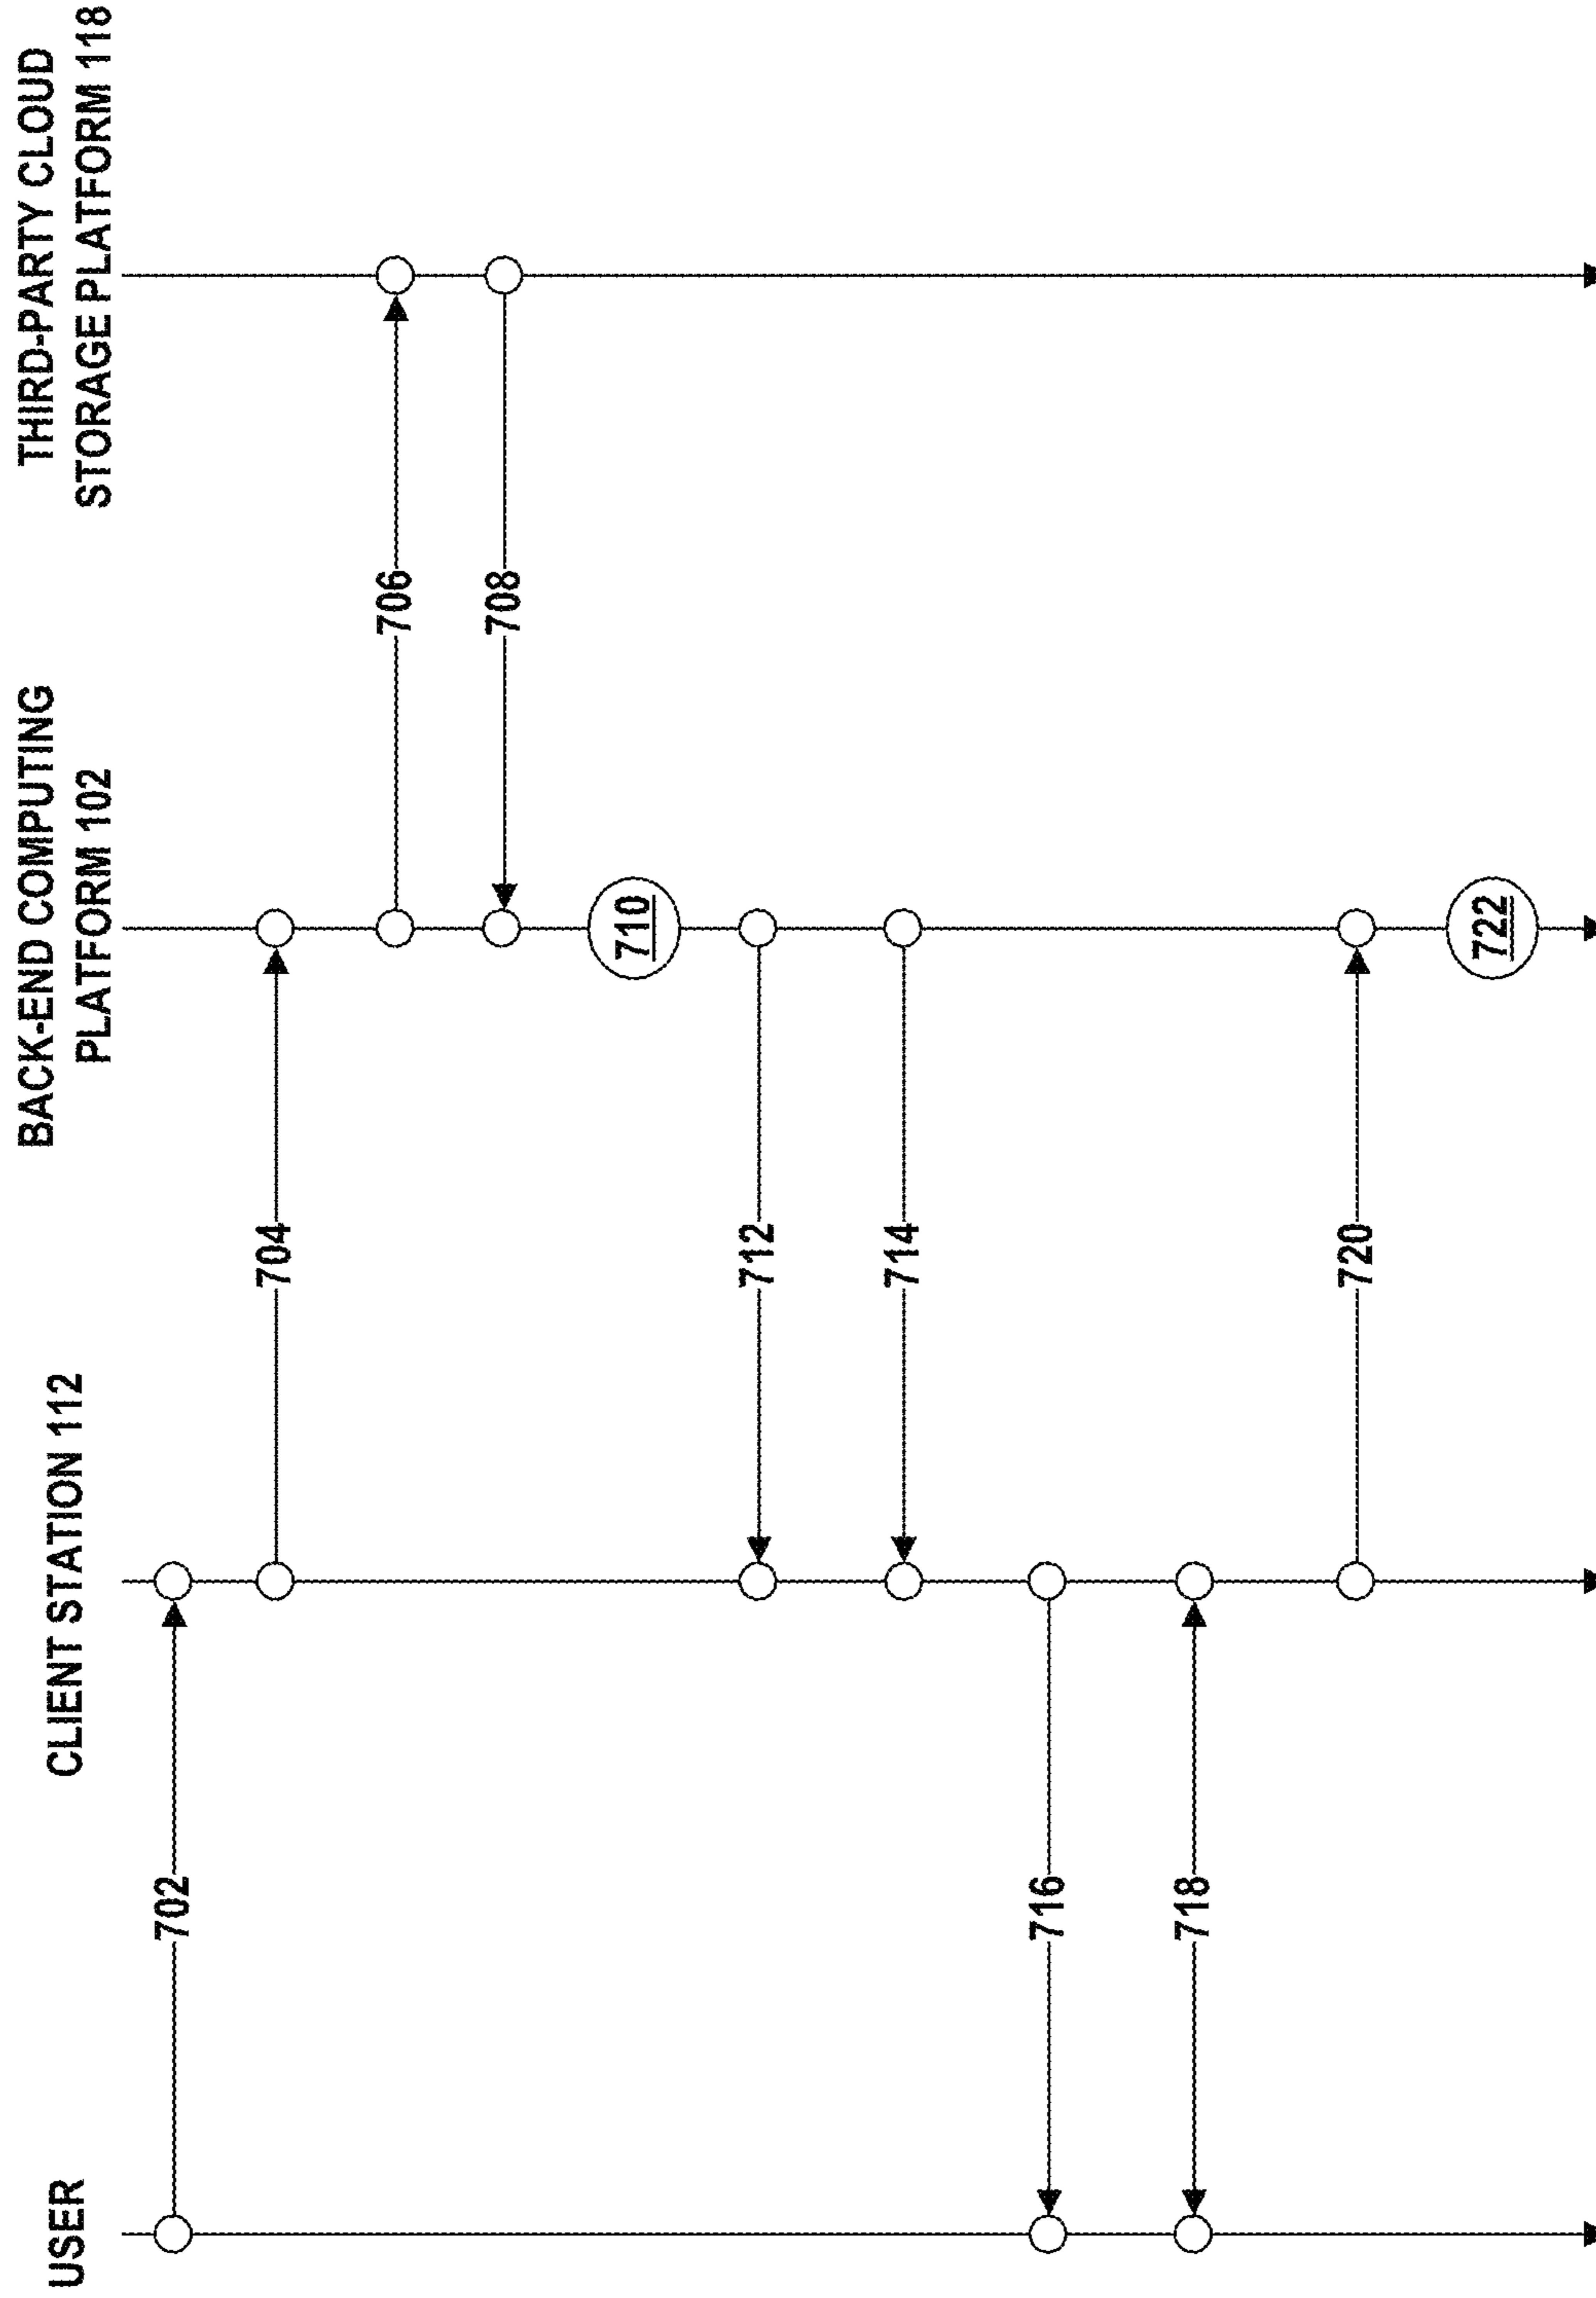 USER
CLIENT STATION 112
BACK-END COMPUTING
PLATFORM 102
THIRD-PARTY CLOUD
STORAGE PLATFORM 118
702
704
706
708
710
712
714
716
718
720
722